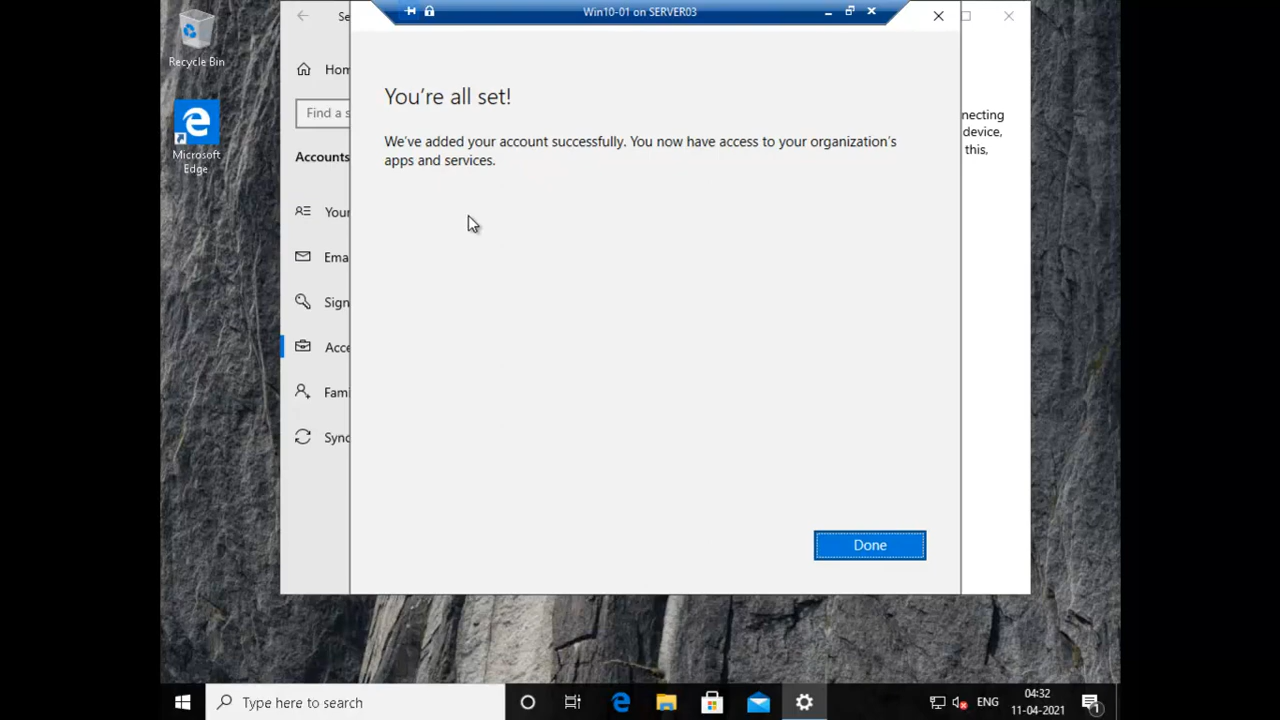 Win10-01 on SERVER03
Recycle Bin
Microsoft
Edge
Se
Hom
Find a s
Accounts
Your
Ema
Sign
Acce
Fami
Sync
You're all set!
We've added your account successfully. You now have access to your organization's
apps and services.
necting
device,
this,
Done
Type here to search
ENG
04:32
11-04-2021
1